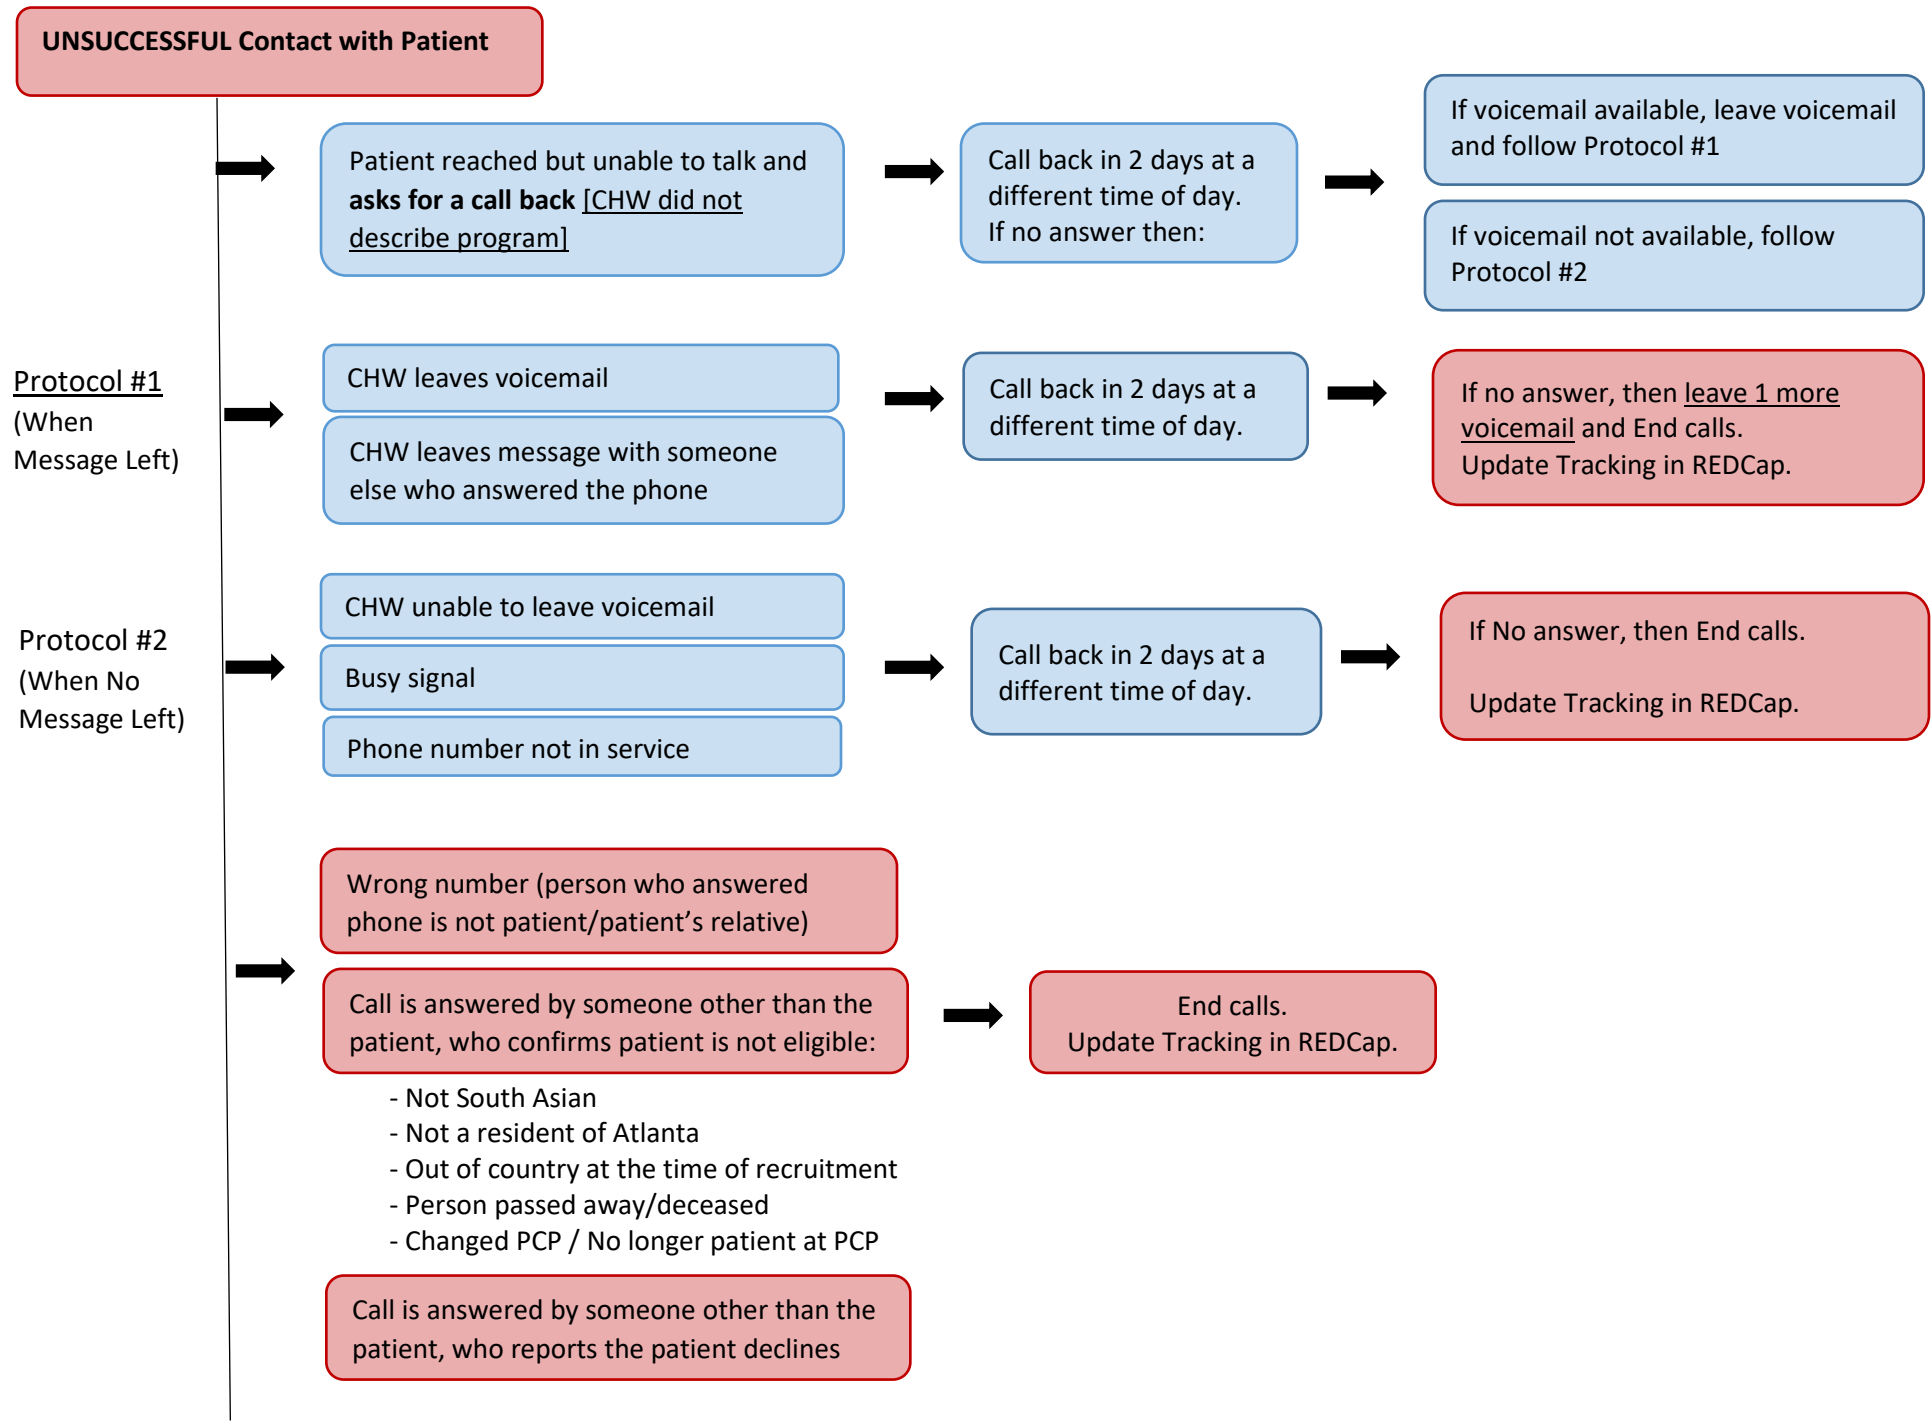 UNSUCCESSFUL Contact with Patient
Patient reached but unable to talk and
asks for a call back [CHW did not
describe program]
Call back in 2 days at a
different time of day.
If no answer then:
If voicemail available, leave voicemail
and follow Protocol #1
If voicemail not available, follow
Protocol #2
Protocol #1
(When
Message Left)
CHW leaves voicemail
CHW leaves message with someone
else who answered the phone
Call back in 2 days at a
different time of day.
If no answer, then leave 1 more
voicemail and End calls.
Update Tracking in REDCap.
Protocol #2
(When No
Message Left)
CHW unable to leave voicemail
Busy signal
Phone number not in service
Call back in 2 days at a
different time of day.
If No answer, then End calls.
Update Tracking in REDCap.
Wrong number (person who answered
phone is not patient/patient’s relative)
Call is answered by someone other than the
patient, who confirms patient is not eligible:
- Not South Asian
- Not a resident of Atlanta
- Out of country at the time of recruitment
- Person passed away/deceased
- Changed PCP / No longer patient at PCP
Call is answered by someone other than the
patient, who reports the patient declines
End calls.
Update Tracking in REDCap.